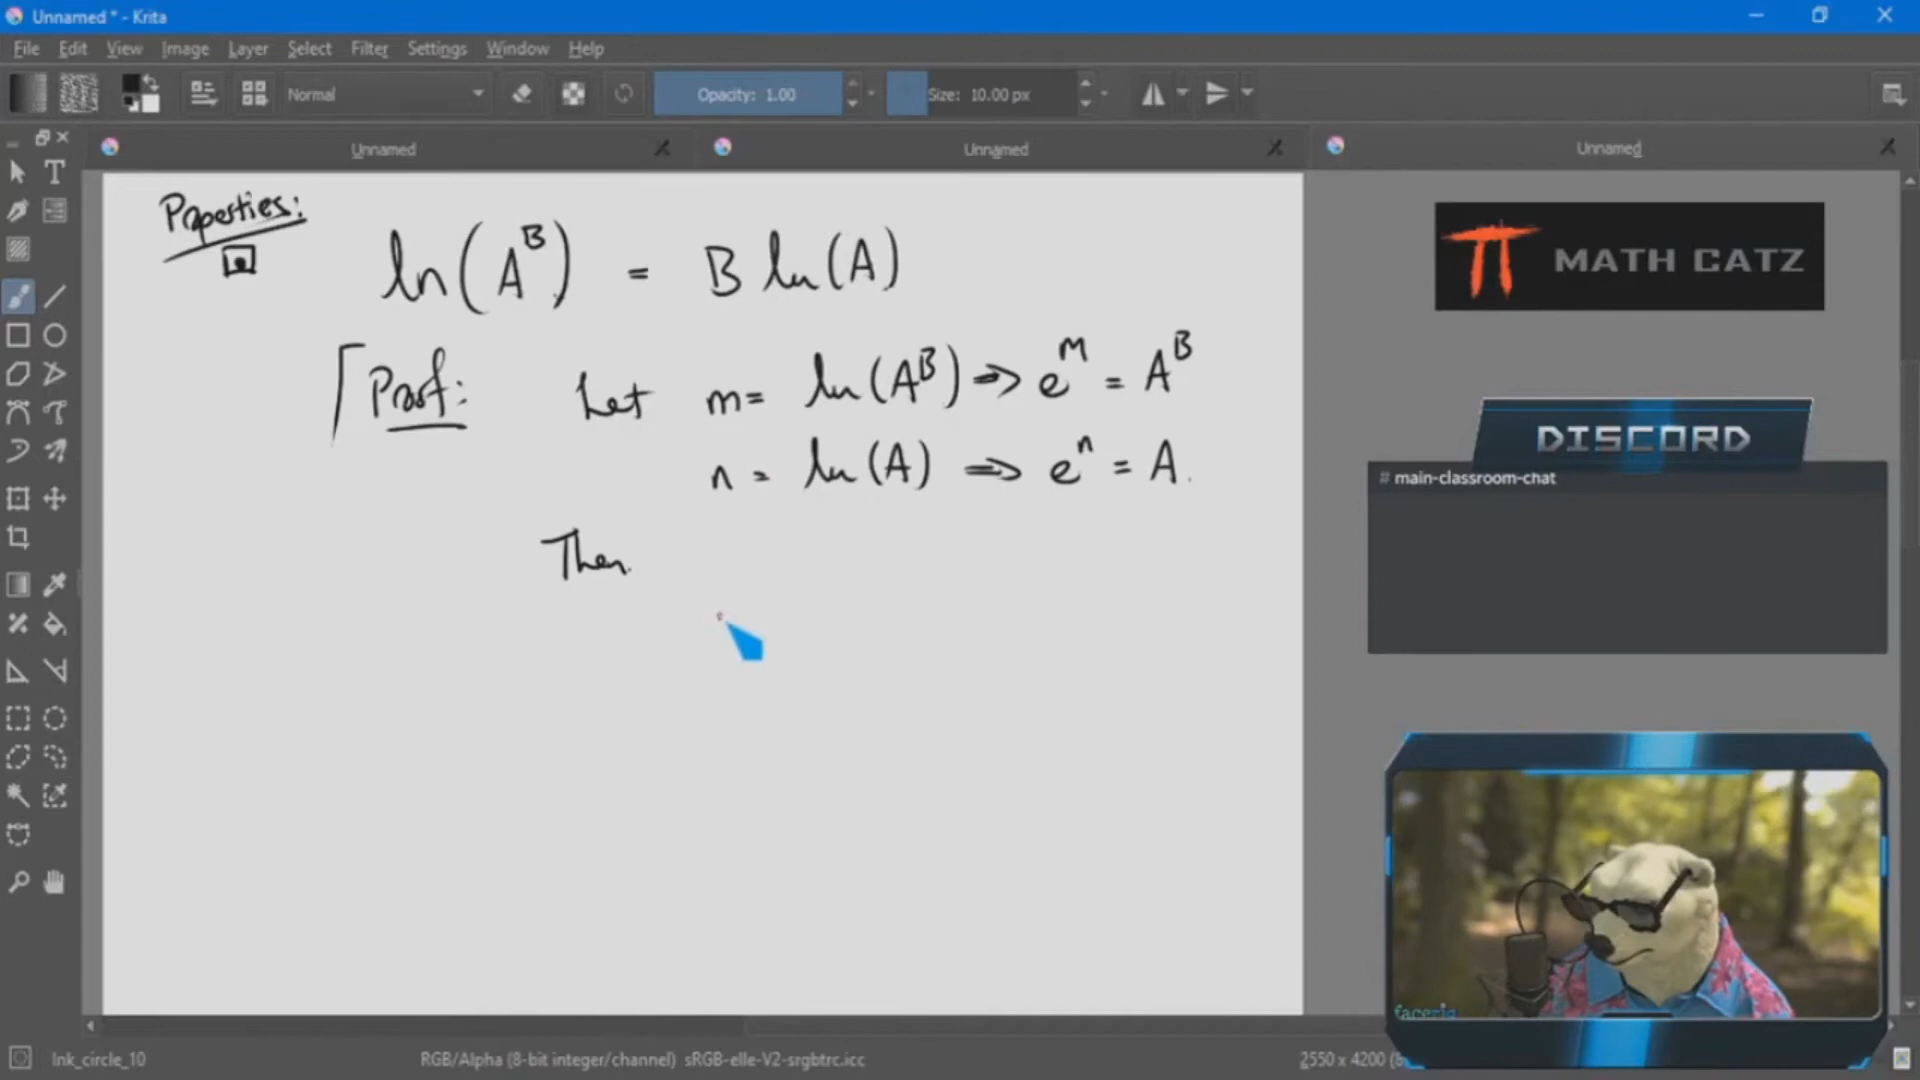 Unnamed * - Krita
File Edit View Image Layer Select Filter Settings Window Help
Normal
Opacity: 1.00
Size: 10.00 px
Unnamed
Unnamed
Unnamed
Properties:
ln(A^B) = B ln(A)
Proof: Let m = ln(A^B) => e^m = A^B
n = ln(A) => e^n = A.
Then
MATH CATZ
DISCORD
# main-classroom-chat
facerig
Ink_circle_10
RGB/Alpha (8-bit integer/channel) sRGB-elle-V2-srgbtrc.icc
2550 x 4200 (8